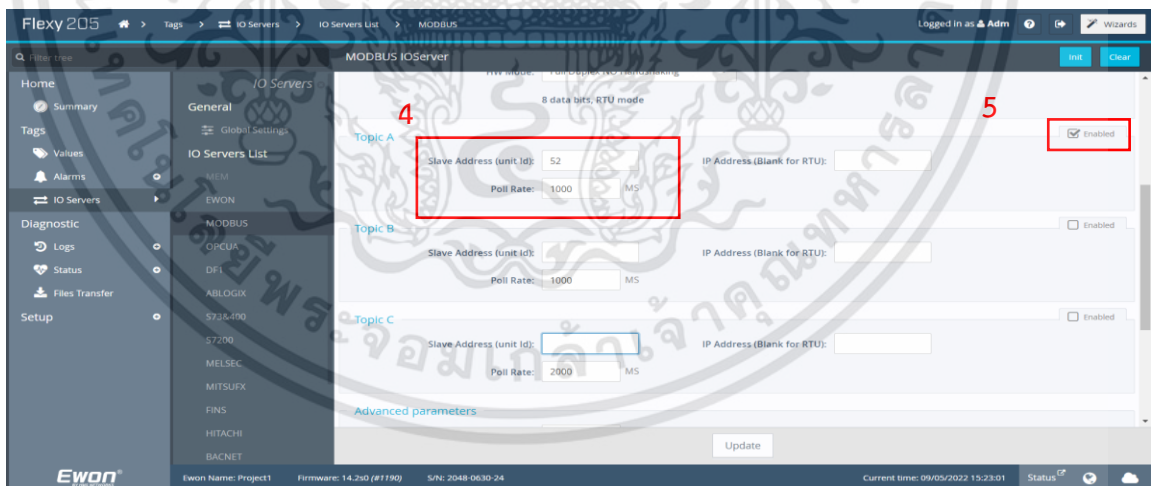 Flexy 205 > Tags > IO Servers > IO Servers List > MODBUS Logged in as Adm Wizards
Filter tree
MODBUS IOServer
Init Clear
Home
Summary
Tags
Values
Alarms
IO Servers
Diagnostic
Logs
Status
Files Transfer
Setup
IO Servers
General
Global Settings
IO Servers List
MEM
EWON
MODBUS
OPCUA
DF1
ABLOGIX
S73&400
S7200
MELSEC
MITSUFX
FINS
HITACHI
BACNET
HW Mode: Full Duplex NO Handshaking
8 data bits, RTU mode
4
5
Topic A Enabled
Slave Address (unit Id): 52 IP Address (Blank for RTU):
Poll Rate: 1000 MS
Topic B Enabled
Slave Address (unit Id): IP Address (Blank for RTU):
Poll Rate: 1000 MS
Topic C Enabled
Slave Address (unit Id): IP Address (Blank for RTU):
Poll Rate: 2000 MS
Advanced parameters
Update
Ewon
Ewon Name: Project1 Firmware: 14.2s0 (#1190) S/N: 2048-0630-24 Current time: 09/05/2022 15:23:01 Status